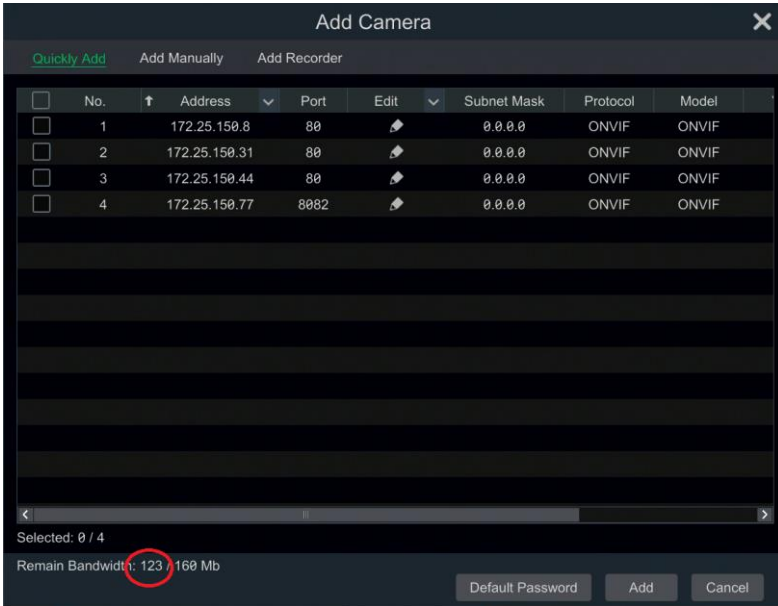 Add Camera
Quickly Add Add Manually Add Recorder
No. Address Port Edit Subnet Mask Protocol Model
1 172.25.150.8 80 0.0.0.0 ONVIF ONVIF
2 172.25.150.31 80 0.0.0.0 ONVIF ONVIF
3 172.25.150.44 80 0.0.0.0 ONVIF ONVIF
4 172.25.150.77 8082 0.0.0.0 ONVIF ONVIF
Selected: 0 / 4
Remain Bandwidth: 123 / 160 Mb
Default Password Add Cancel